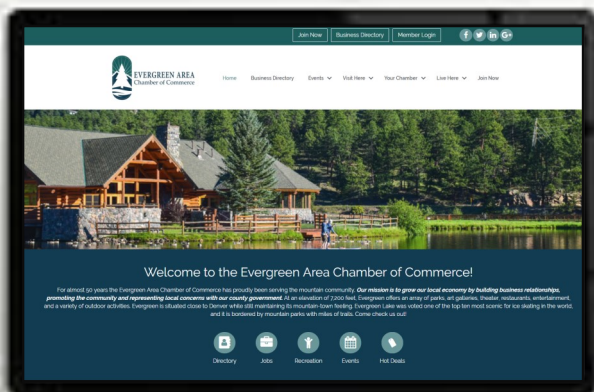 Join Now Business Directory Member Login
EVERGREEN AREA
Chamber of Commerce
Home Business Directory Events Visit Here Your Chamber Live Here Join Now
Welcome to the Evergreen Area Chamber of Commerce!
For almost 50 years the Evergreen Area Chamber of Commerce has proudly been serving the mountain community. Our mission is to grow our local economy by building business relationships,
promoting the community and representing local concerns with our county government. At an elevation of 7,200 feet, Evergreen offers an array of parks, art galleries, theater, restaurants, entertainment,
and a variety of outdoor activities. Evergreen is situated close to Denver while still maintaining its mountain-town feeling. Evergreen Lake was voted one of the top ten most scenic for ice skating in the world,
and it is bordered by mountain parks with miles of trails. Come check us out!
Directory Jobs Recreation Events Hot Deals